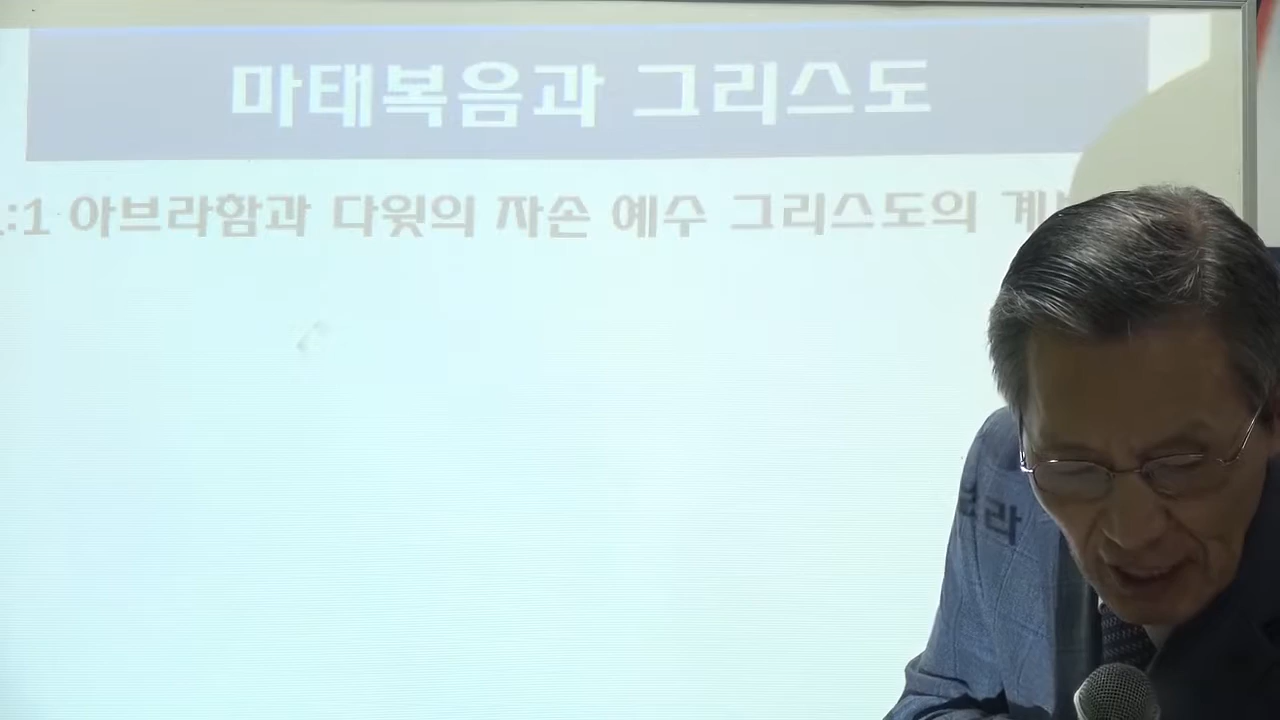 마태복음과 그리스도
:1 아브라함과 다윗의 자손 예수 그리스도의
라